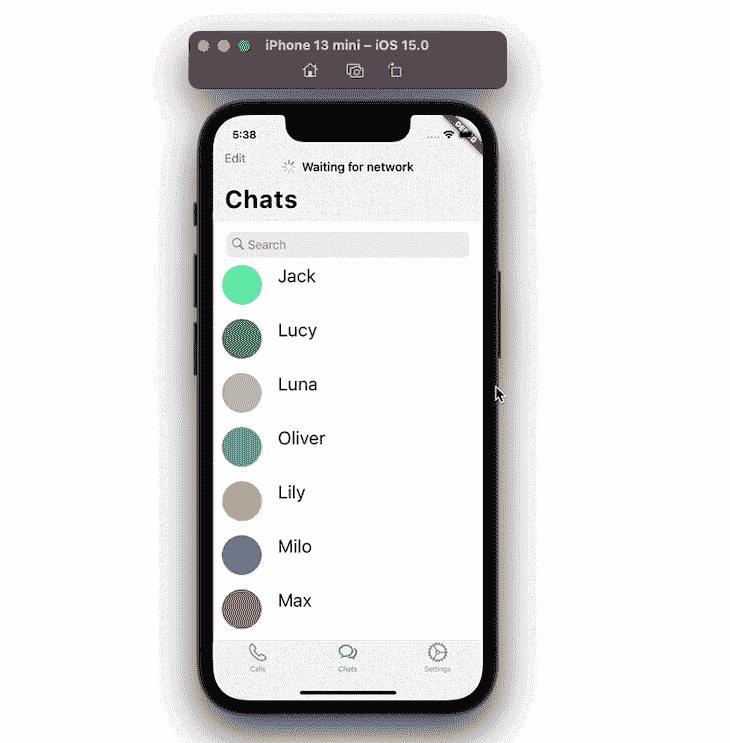 iPhone 13 mini – iOS 15.0
5:38
Edit
Waiting for network
Chats
Search
Jack
Lucy
Luna
Oliver
Lily
Milo
Max
Calls
Chats
Settings